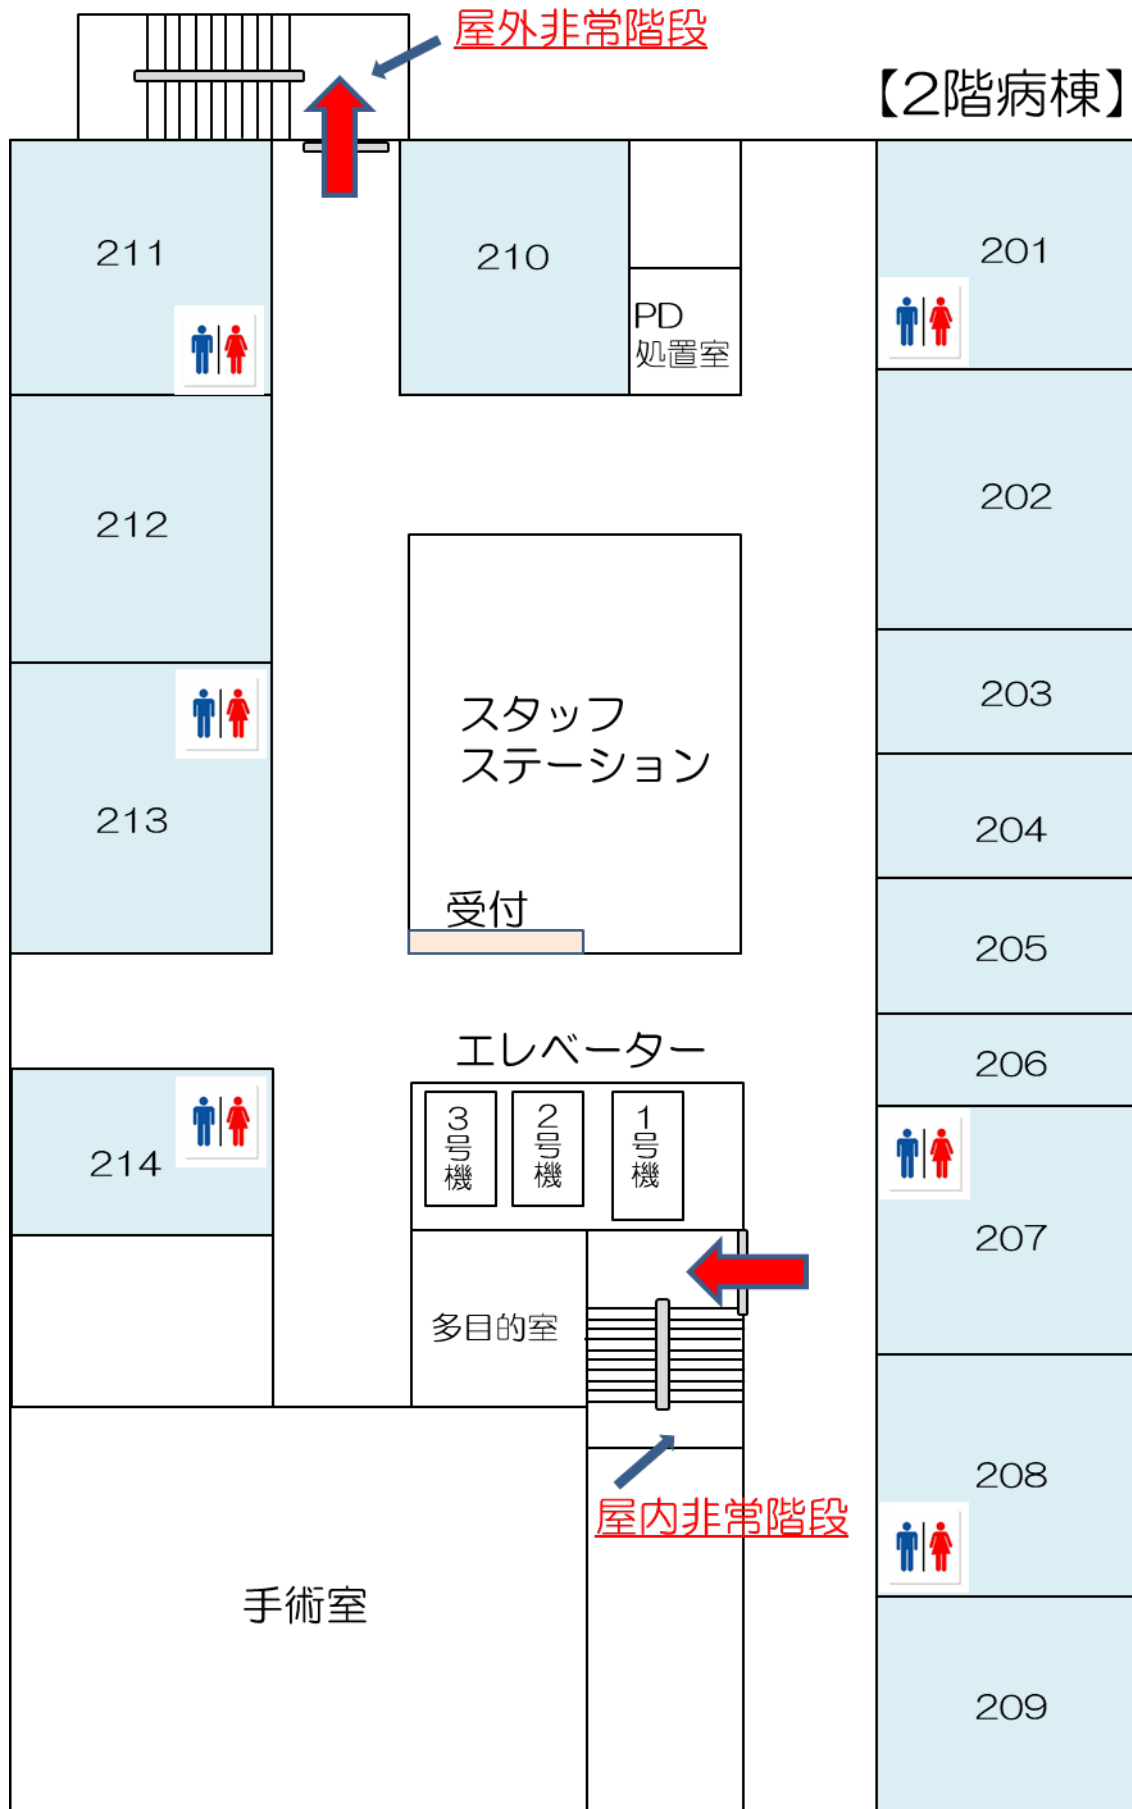 屋外非常階段
【2階病棟】
211
210
201
PD
処置室
212
202
スタッフ
ステーション
203
213
204
受付
205
エレベーター
206
3号機
2号機
1号機
214
207
多目的室
208
屋内非常階段
手術室
209